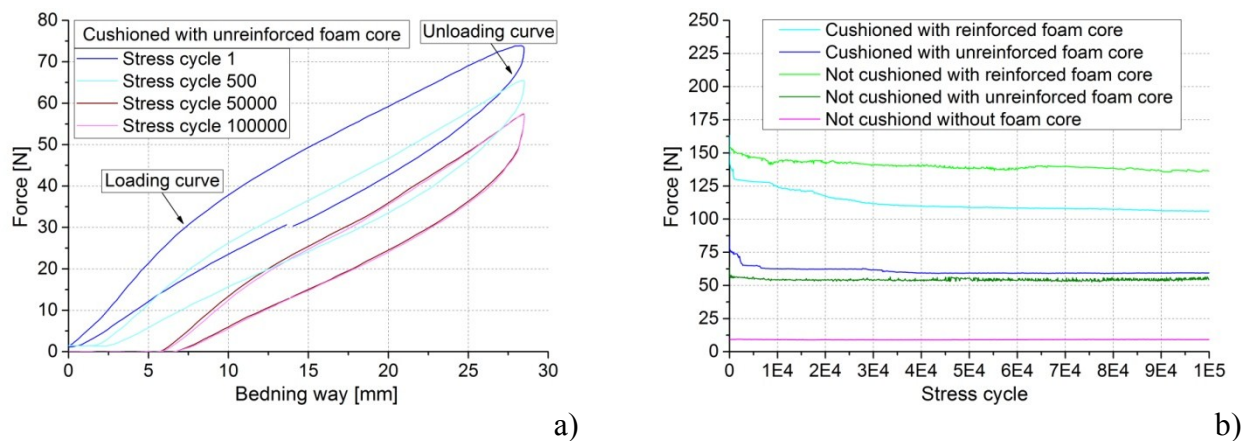 80
70
60
50
40
30
20
10
0
Force [N]
Cushioned with unreinforced foam core
Stress cycle 1
Stress cycle 500
Stress cycle 50000
Stress cycle 100000
Unloading curve
Loading curve
0 5 10 15 20 25 30
Bedning way [mm]
a)
250
225
200
175
150
125
100
75
50
25
0
Force [N]
Cushioned with reinforced foam core
Cushioned with unreinforced foam core
Not cushioned with reinforced foam core
Not cushioned with unreinforced foam core
Not cushiond without foam core
0 1E4 2E4 3E4 4E4 5E4 6E4 7E4 8E4 9E4 1E5
Stress cycle
b)